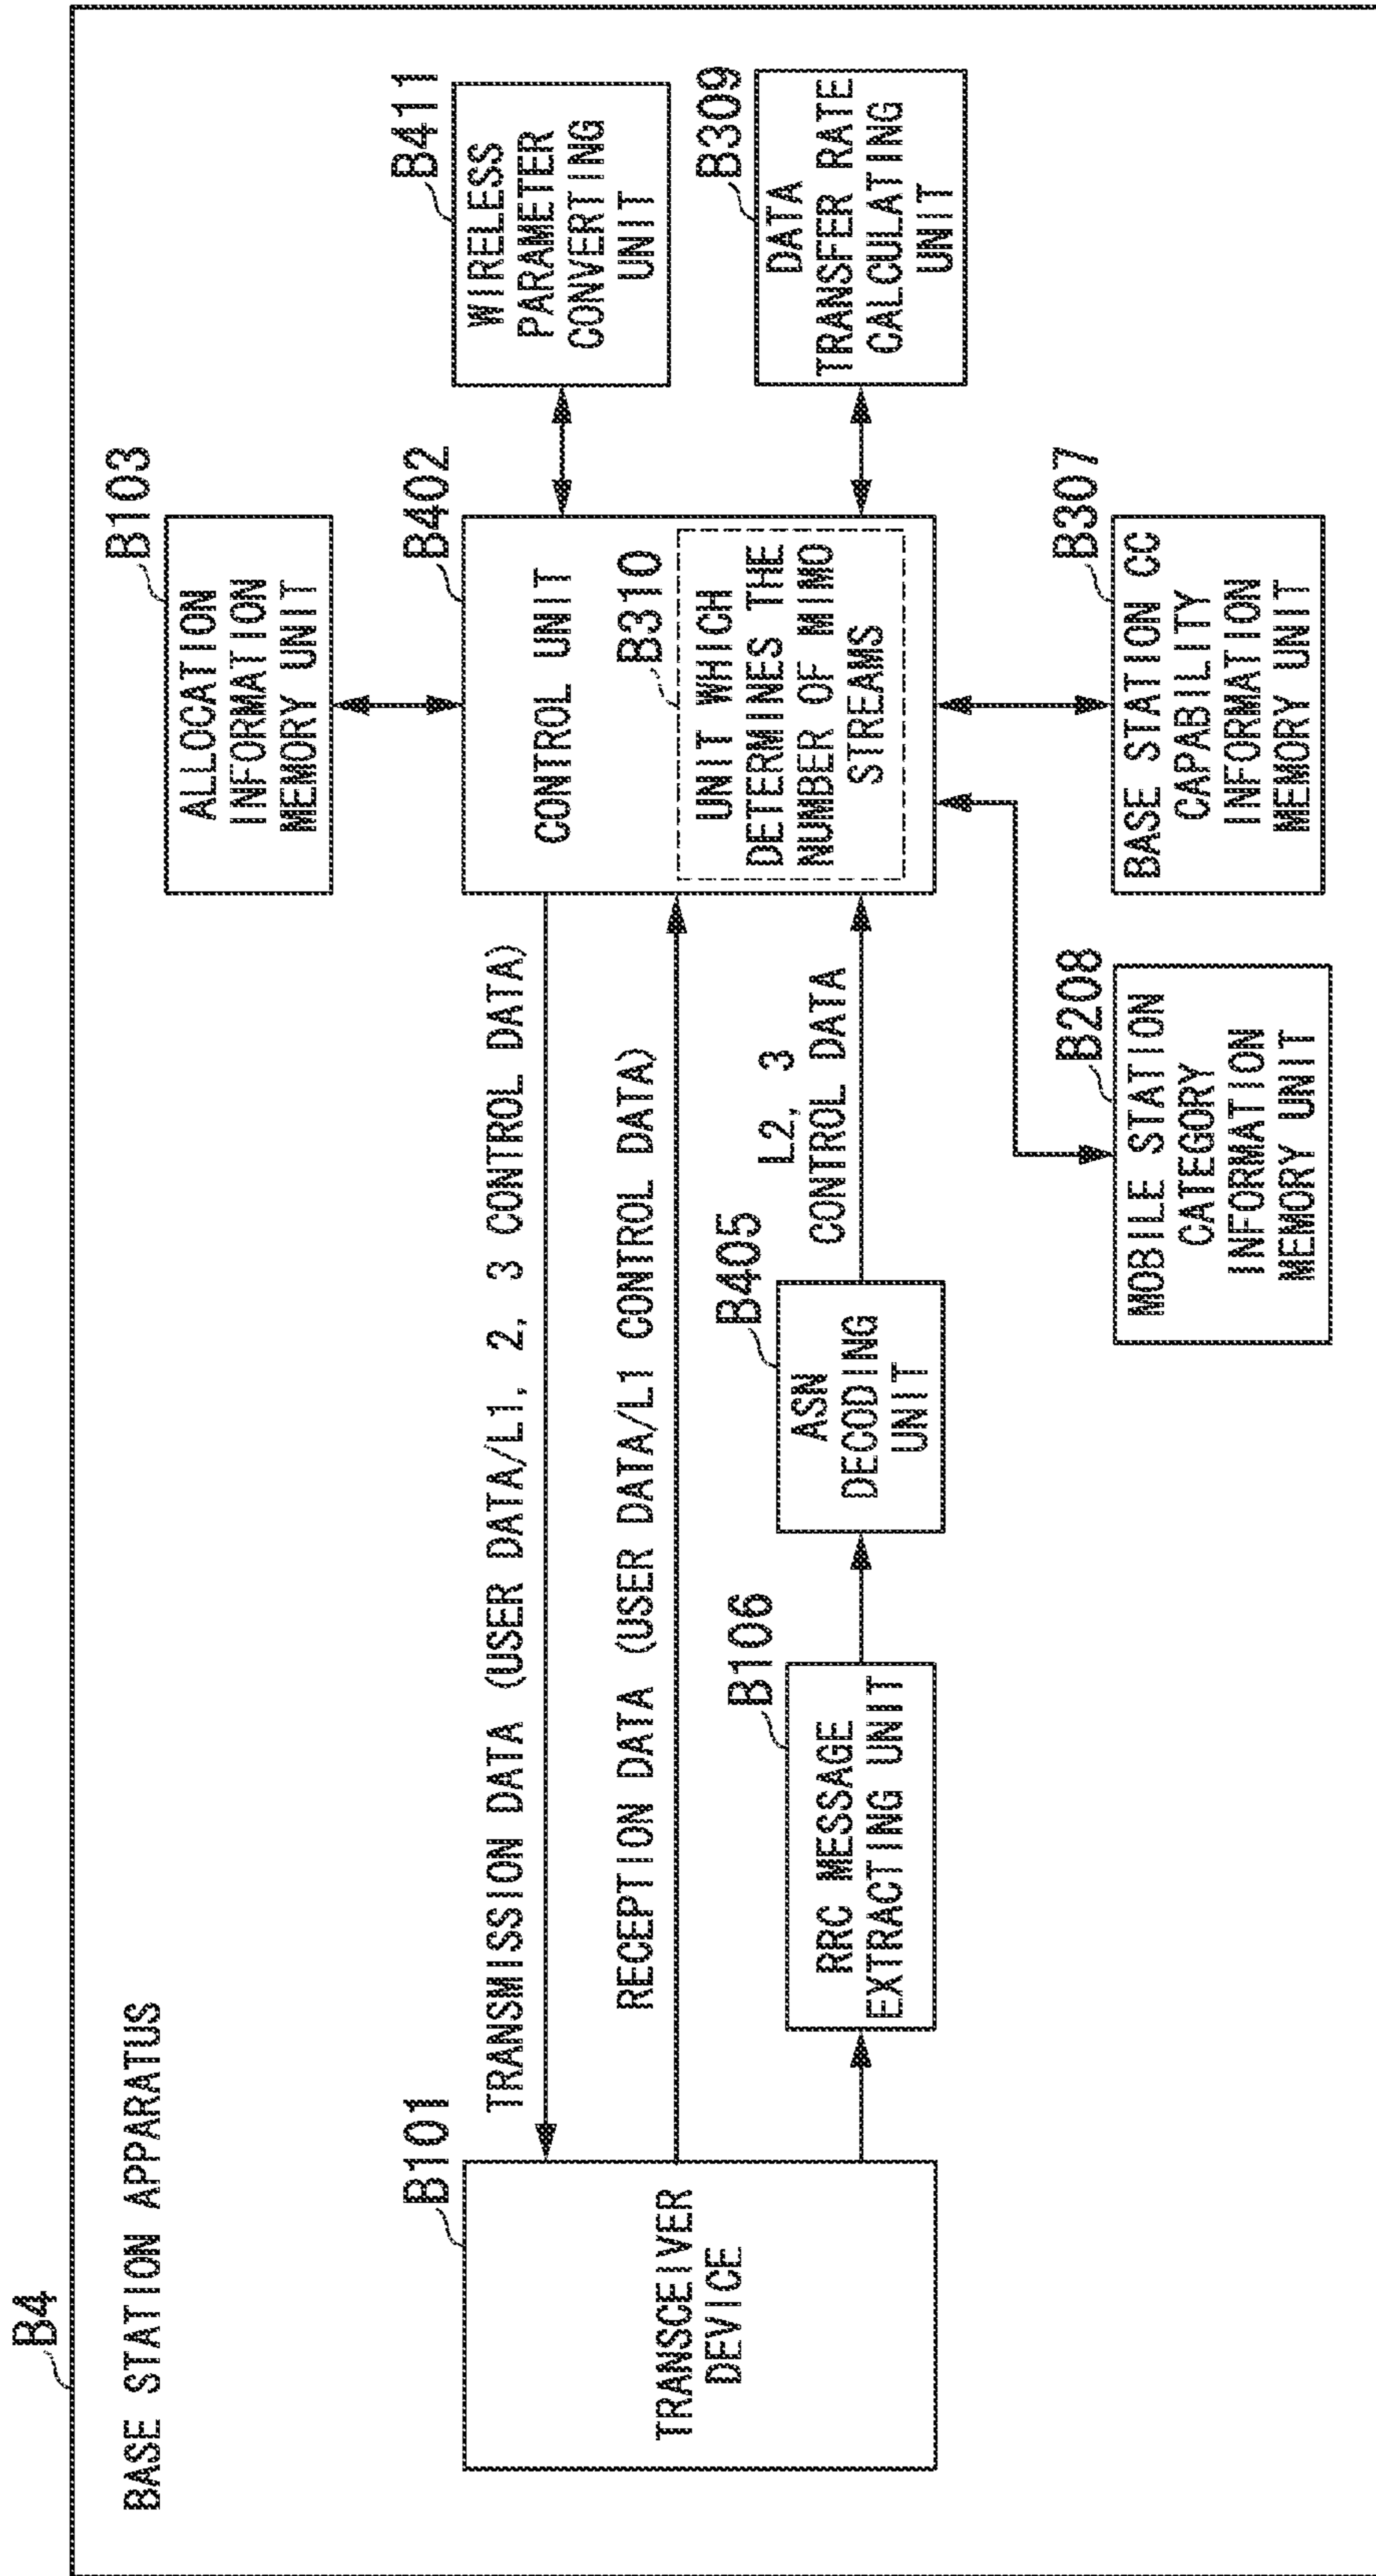 B4
BASE STATION APPARATUS
B101
TRANSCEIVER
DEVICE
TRANSMISSION DATA (USER DATA/L1, 2, 3 CONTROL DATA)
RECEPTION DATA (USER DATA/L1 CONTROL DATA)
B106
RRC MESSAGE
EXTRACTING UNIT
B405
ASN
DECODING
UNIT
L2, 3
CONTROL DATA
B103
ALLOCATION
INFORMATION
MEMORY UNIT
B402
CONTROL UNIT
B310
UNIT WHICH
DETERMINES THE
NUMBER OF MIMO
STREAMS
B208
MOBILE STATION
CATEGORY
INFORMATION
MEMORY UNIT
B307
BASE STATION CC
CAPABILITY
INFORMATION
MEMORY UNIT
B411
WIRELESS
PARAMETER
CONVERTING
UNIT
B309
DATA
TRANSFER RATE
CALCULATING
UNIT